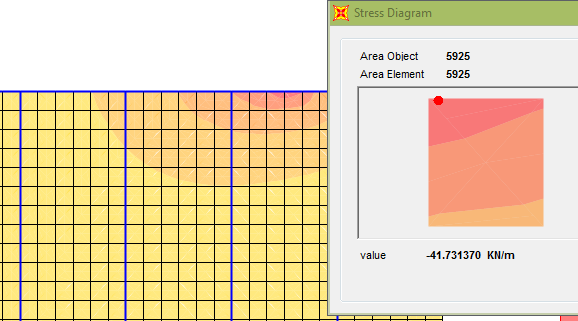 Stress Diagram
Area Object 5925
Area Element 5925
value -41.731370 KN/m